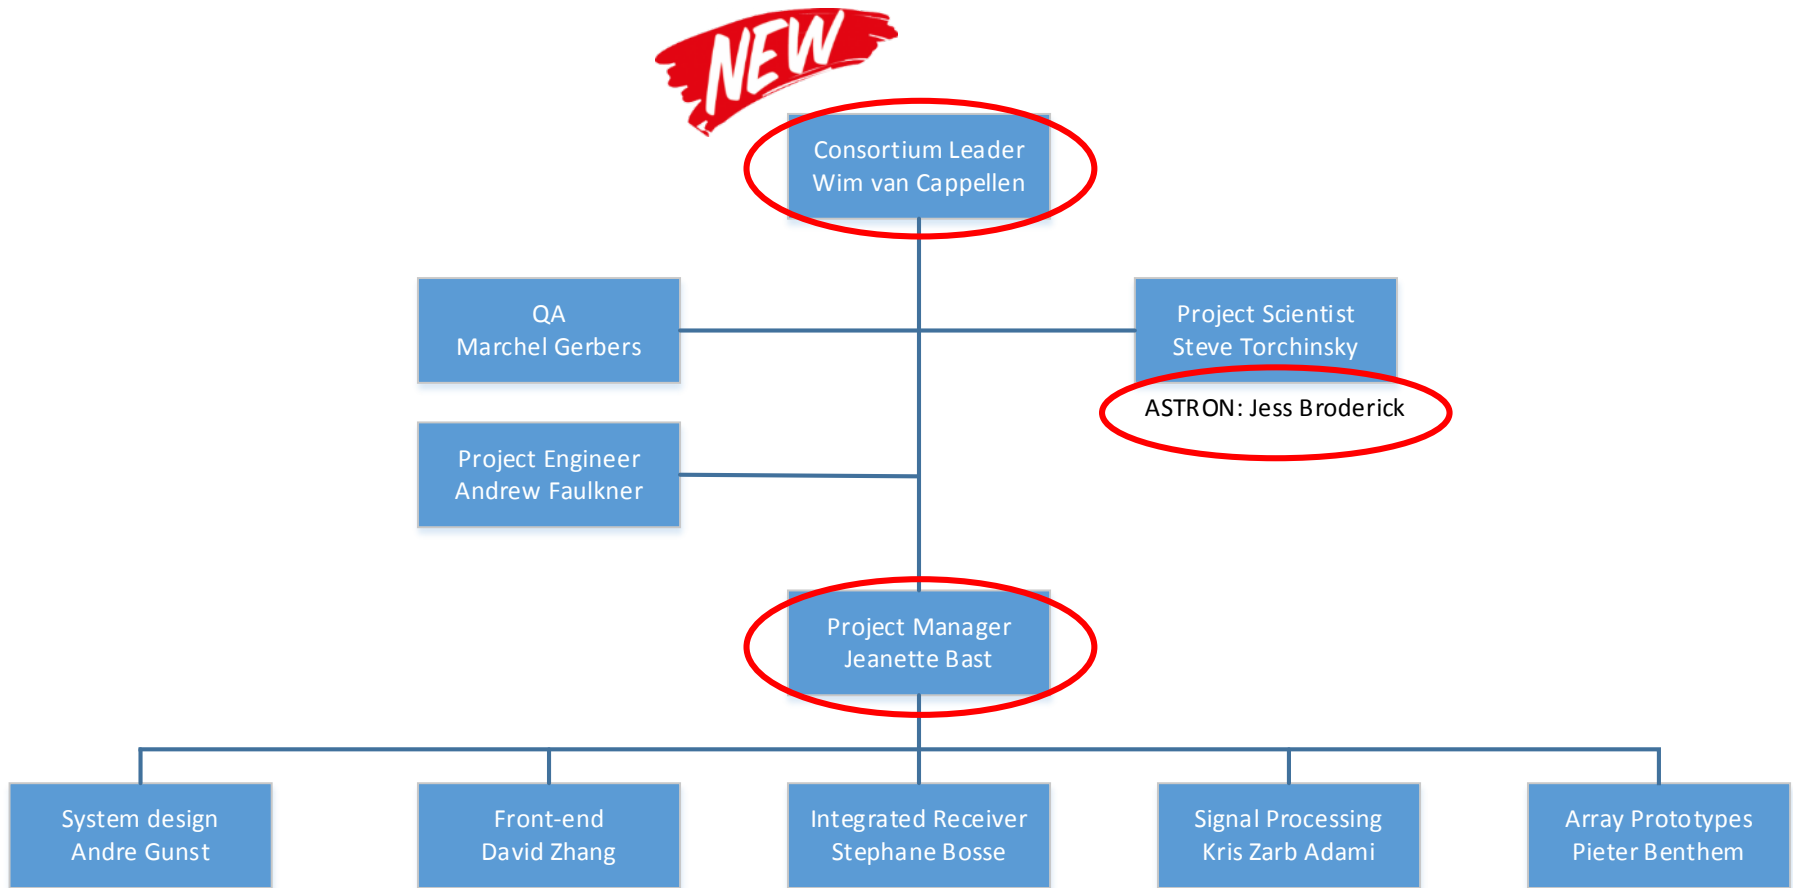 NEW
Consortium Leader
Wim van Cappellen
QA
Marchel Gerbers
Project Scientist
Steve Torchinsky
ASTRON: Jess Broderick
Project Engineer
Andrew Faulkner
Project Manager
Jeanette Bast
System design
Andre Gunst
Front-end
David Zhang
Integrated Receiver
Stephane Bosse
Signal Processing
Kris Zarb Adami
Array Prototypes
Pieter Benthem